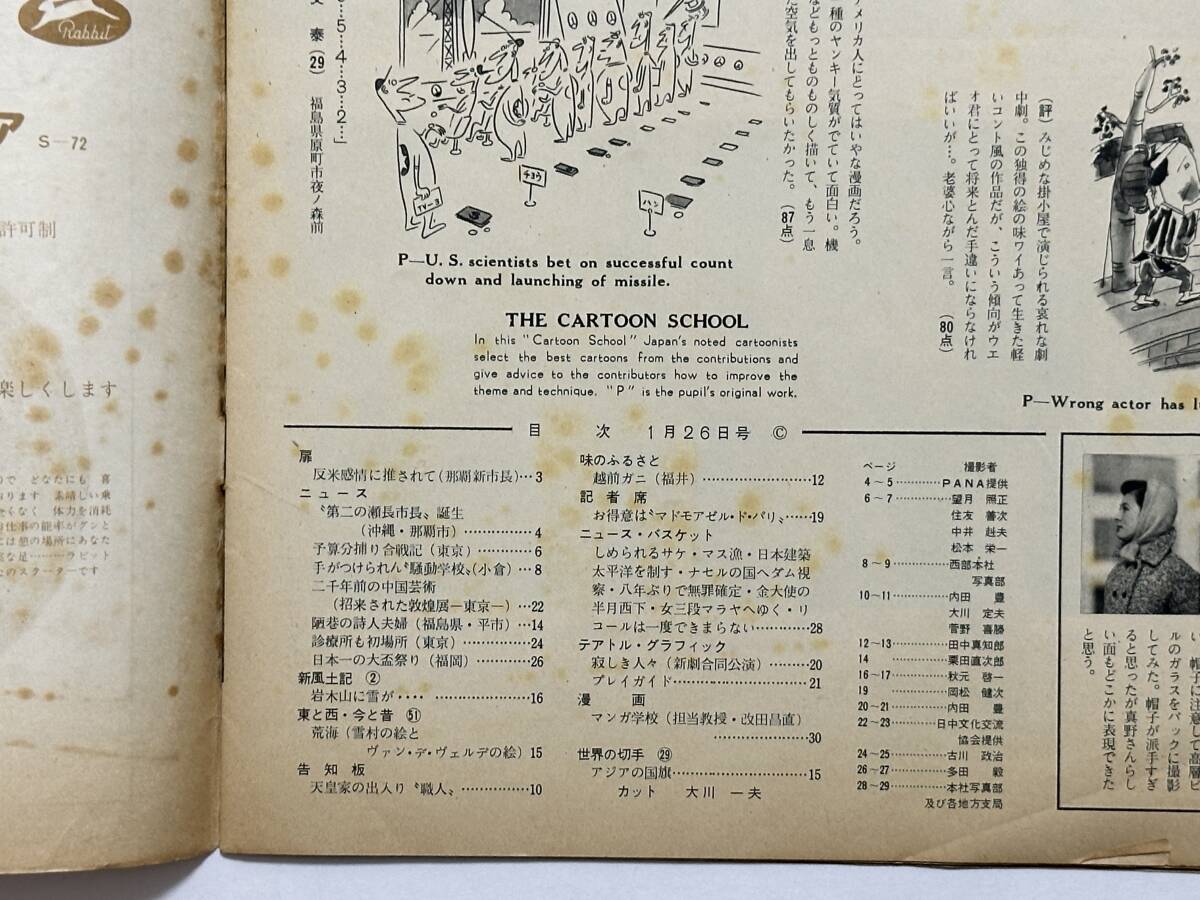 Rabbit
ア
S−72
許可制
楽しくします
で どなたにも 喜
ります 素晴しい乗
なく 体力を消耗
仕事の能率がグンと
には憩の場所にあなた
足………ラビット
のスクーターです
泰(29) 福島県原町市夜ノ森前
…5…4…3…2…」
TV-3
チョウ
ハン
アメリカ人にとってはいやな漫画だろう。
種のヤンキー気質がでていて面白い。機
などもっとものものしく描いて、もう一息
た空気を出してもらいたかった。 (87点)
P—U. S. scientists bet on successful count
down and launching of missile.
(評) みじめな掛小屋で演じられる哀れな劇
中劇。この独得の絵の味ワイあって生きた軽
いコント風の作品だが、こういう傾向がウエ
オ君にとって将来とんだ手違いにならなけれ
ばいいが…。老婆心ながら一言。 (80点)
P—Wrong actor has
THE CARTOON SCHOOL
In this "Cartoon School" Japan's noted cartoonists
select the best cartoons from the contributions and
give advice to the contributors how to improve the
theme and technique. "P" is the pupil's original work.
目 次 1月26日号 ©
扉
反米感情に推されて(那覇新市長)…3
ニュース
〝第二の瀬長市長〟誕生
(沖縄・那覇市)……………4
予算分捕り合戦記(東京)…………6
手がつけられん〝騒動学校〟(小倉)…8
二千年前の中国芸術
(招来された敦煌展—東京—)…22
陋巷の詩人夫婦(福島県・平市)…14
診療所も初場所(東京)……………24
日本一の大盃祭り(福岡)…………26
新風土記 ②
岩木山に雪が‥‥………………16
東と西・今と昔 51
荒海(雪村の絵と
ヴァン・デ・ヴェルデの絵)15
告知板
天皇家の出入り〝職人〟……………10
味のふるさと
越前ガニ(福井)…………………12
記者席
お得意は〝マドモアゼル・ド・パリ〟……19
ニュース・バスケット
しめられるサケ・マス漁・日本建築
太平洋を制す・ナセルの国へダム視
察・八年ぶりで無罪確定・金大使の
半月西下・女三段マラヤへゆく・リ
コールは一度できまらない…………28
テアトル・グラフィック
寂しき人々(新劇合同公演)………20
プレイガイド………………………21
漫画
マンガ学校(担当教授・改田昌直)
…………………30
世界の切手 29
アジアの国旗………………………15
カット 大川 一夫
ページ 撮影者
4〜5…………PANA提供
6〜7…………望月 照正
住友 善次
中井 赳夫
松本 栄一
8〜9…………西部本社
写真部
10〜11…………内田 豊
大川 定夫
菅野 喜勝
12〜13…………田中真知郎
14 …………栗田直次郎
16〜17…………秋元 啓一
19 …………岡松 健次
20〜21…………内田 豊
22〜23…………日中文化交流
協会提供
24〜25…………古川 政治
26〜27…………多田 毅
28〜29…………本社写真部
及び各地方支局
い、帽子に注意して高層ビ
ルのガラスをバックに撮影
してみた。帽子が派手すぎ
ると思ったが真野さんらし
い面もどこかに表現できた
と思う。